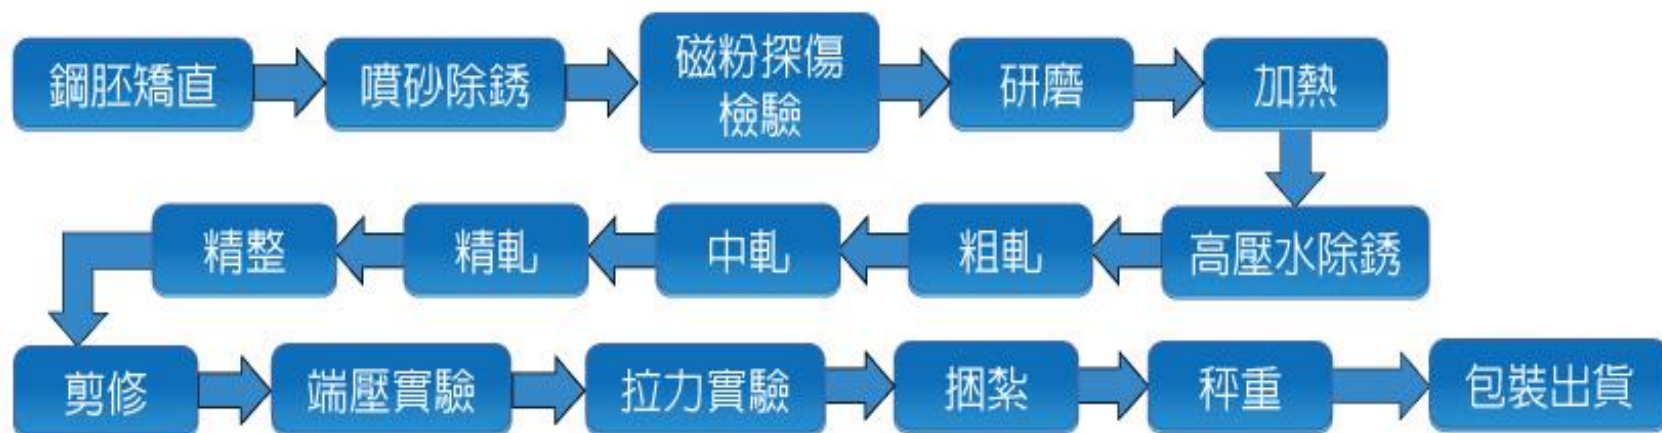 鋼胚矯直
噴砂除銹
磁粉探傷
檢驗
研磨
加熱
高壓水除銹
粗軋
中軋
精軋
精整
剪修
端壓實驗
拉力實驗
捆紮
秤重
包裝出貨